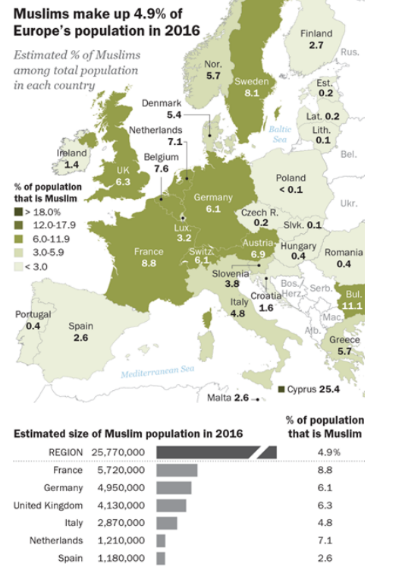 Muslims make up 4.9% of
Europe's population in 2016
Estimated % of Muslims
among total population
in each country
Finland
2.7
Rus.
Nor.
5.7
Sweden
8.1
Est.
0.2
Denmark
5.4
Lat. 0.2
Baltic
Sea
Lith.
0.1
Netherlands
7.1
Ireland
1.4
Belgium
7.6
Bel.
UK
6.3
Poland
< 0.1
% of population
that is Muslim
> 18.0%
12.0-17.9
6.0-11.9
3.0-5.9
< 3.0
Germany
6.1
Ukr.
Czech R.
0.2
Slvk. 0.1
Lux.
3.2
France
8.8
Switz.
6.1
Austria
6.9
Hungary
0.4
Romania
0.4
Slovenia
3.8
Croatia
1.6
Bos.
Herz.
Serb.
Bul.
11.1
Italy
4.8
Portugal
0.4
Spain
2.6
Mac.
Alb.
Greece
5.7
Mediterranean Sea
Malta 2.6
Cyprus 25.4
Estimated size of Muslim population in 2016
% of population
that is Muslim
REGION 25,770,000 4.9%
France 5,720,000 8.8
Germany 4,950,000 6.1
United Kingdom 4,130,000 6.3
Italy 2,870,000 4.8
Netherlands 1,210,000 7.1
Spain 1,180,000 2.6